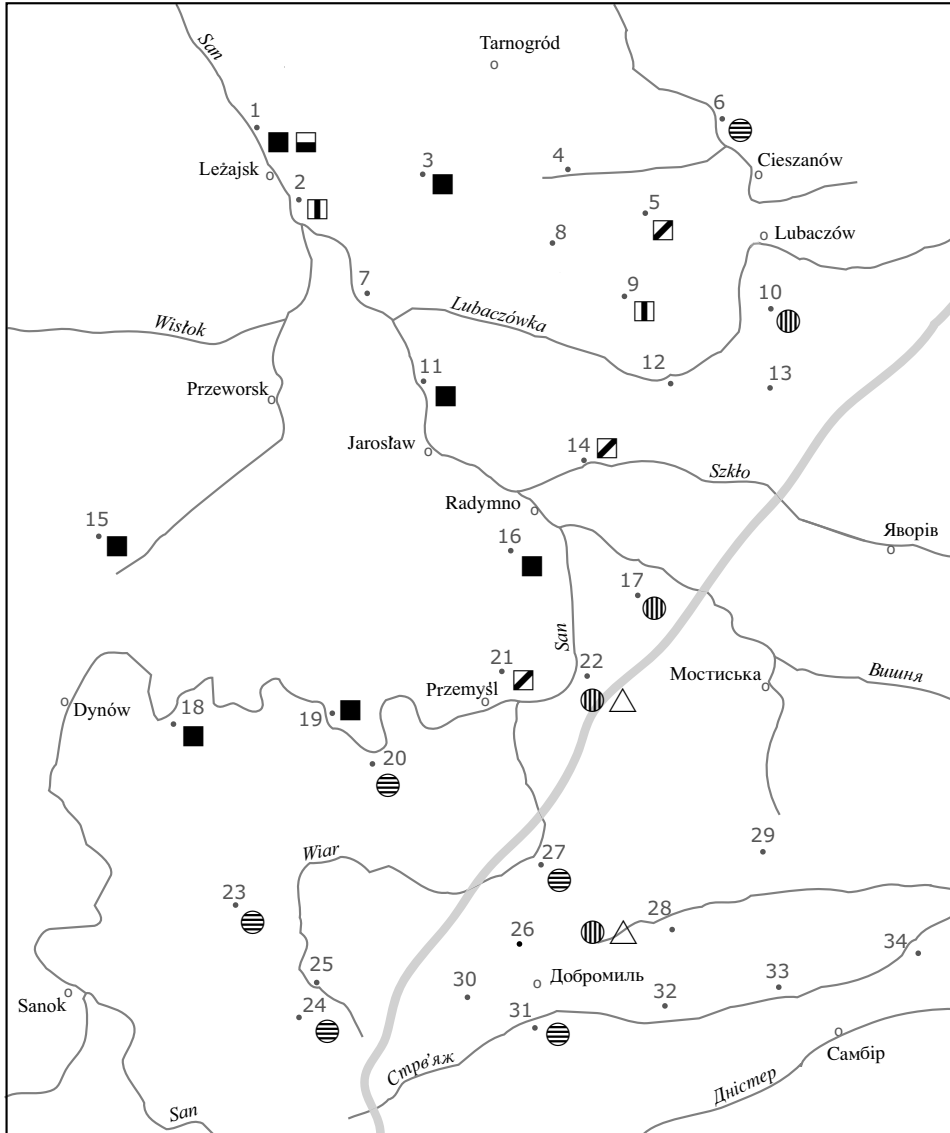 San
Tarnogród
1
6
Leżajsk
3
4
Cieszanów
2
5
8
Lubaczów
7
9
10
Wisłok
Lubaczówka
12
13
Przeworsk
11
Jarosław
14
Szkło
Radymno
15
16
Яворів
17
San
21
22
Przemyśl
Мостиська
Вишня
Dynów
18
19
20
29
Wiar
27
23
28
26
34
25
30
Добромиль
33
Sanok
24
31
32
Самбір
Стрв’яж
Дністер
San